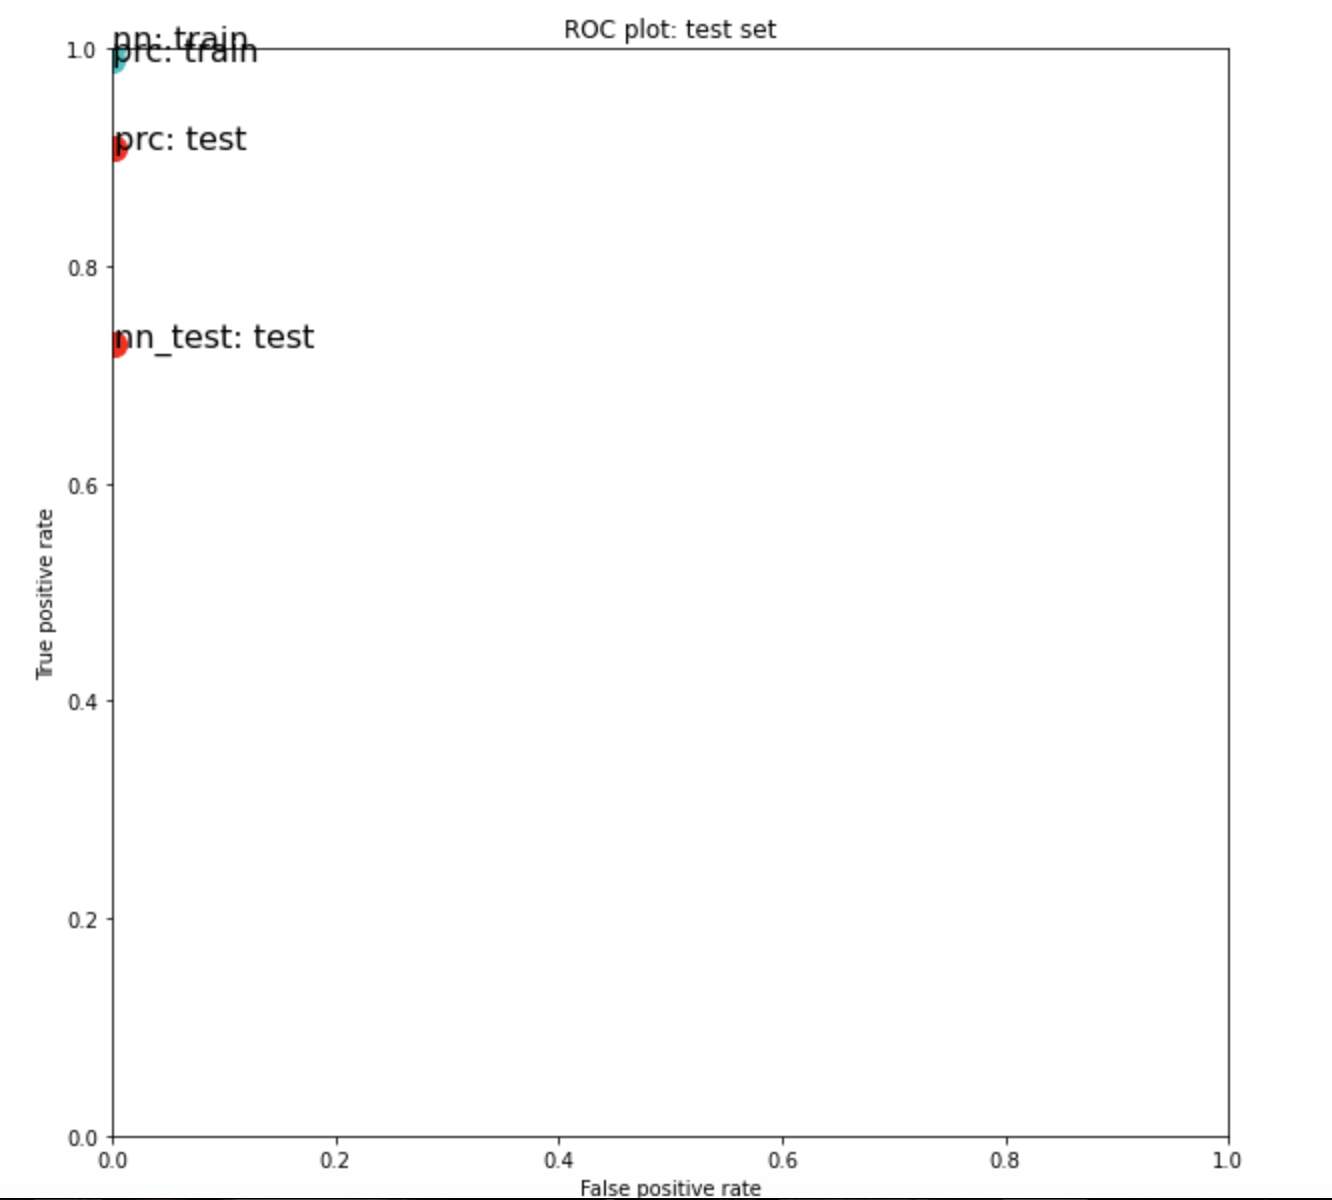 ROC plot: test set
nn: train
prc: train
prc: test
nn_test: test
True positive rate
1.0
0.8
0.6
0.4
0.2
0.0
0.0 0.2 0.4 0.6 0.8 1.0
False positive rate